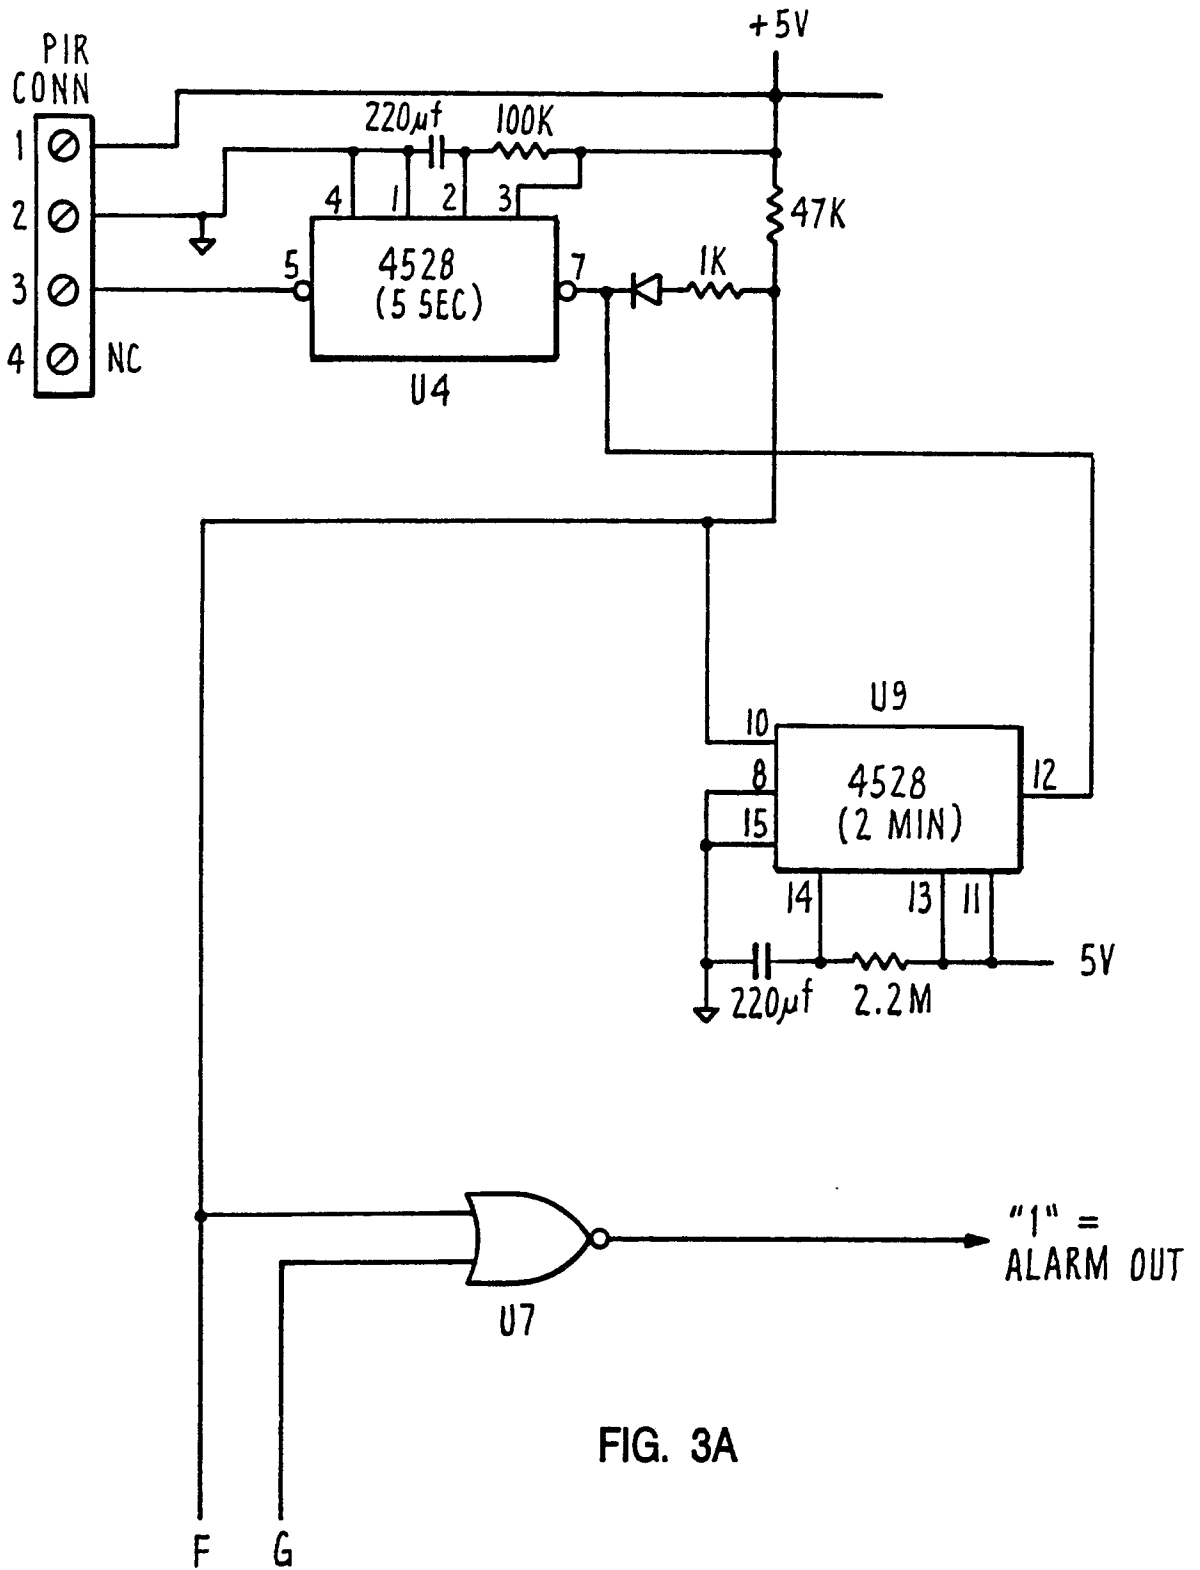 +5V
PIR
CONN
1
2
3
4
NC
220µf
100K
4
1
2
3
47K
5
4528
(5 SEC)
7
1K
U4
U9
10
8
15
4528
(2 MIN)
12
14
13
11
5V
220µf
2.2M
"1" =
ALARM OUT
U7
FIG. 3A
F
G